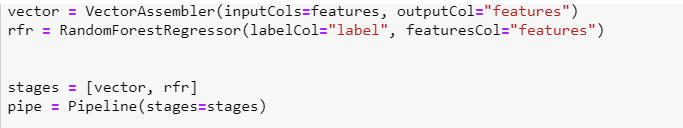 vector = VectorAssembler(inputCols=features, outputCol="features")
rfr = RandomForestRegressor(labelCol="label", featuresCol="features")
stages = [vector, rfr]
pipe = Pipeline(stages=stages)